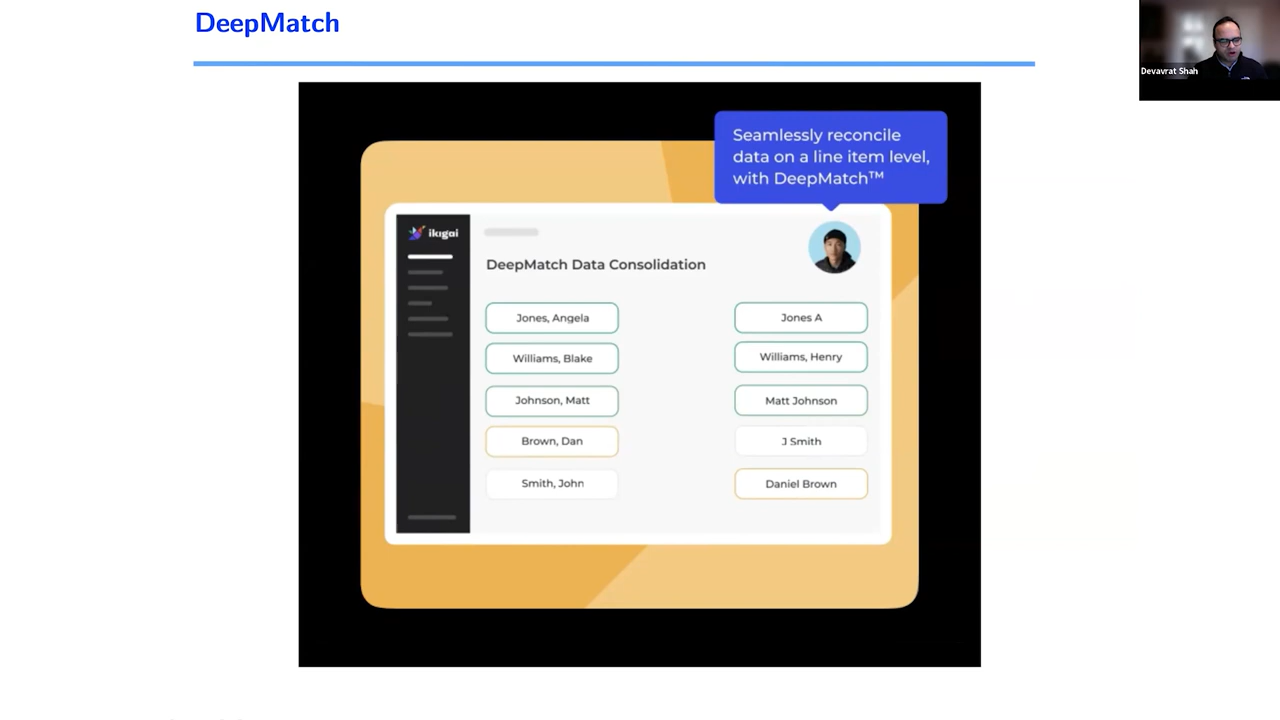 DeepMatch
Devavrat Shah
Seamlessly reconcile
data on a line item level,
with DeepMatch™
ikigai
DeepMatch Data Consolidation
Jones, Angela
Jones A
Williams, Blake
Williams, Henry
Johnson, Matt
Matt Johnson
Brown, Dan
J Smith
Smith, John
Daniel Brown